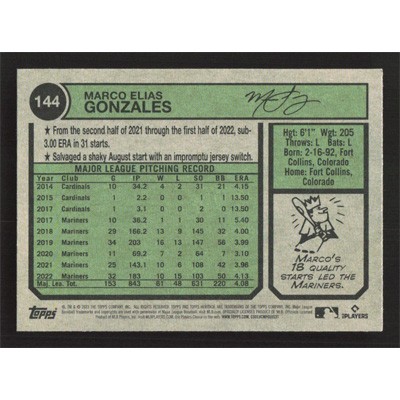 144
MARCO ELIAS
GONZALES
★ From the second half of 2021 through the first half of 2022, sub-
3.00 ERA in 31 starts.
★ Salvaged a shaky August start with an impromptu jersey switch.
Hgt: 6'1" Wgt: 205
Throws: L Bats: L
Born: 2-16-92, Fort
Collins, Colorado
Home: Fort Collins,
Colorado
MAJOR LEAGUE PITCHING RECORD
YEAR CLUB G IP W L SO BB ERA
2014 Cardinals 10 34.2 4 2 31 21 4.15
2015 Cardinals 1 2.2 0 0 1 1 13.50
2017 Cardinals 1 0 0 13.50
2017 Mariners 10 36.2 1 1 30 11 5.40
2018 Mariners 29 166.2 13 9 145 32 4.00
2019 Mariners 34 203 16 13 147 56 3.99
2020 Mariners 11 7 2 64 7 3.10
2021 Mariners 25 143.1 10 6 108 42 3.96
2022 Mariners 32 183 10 15 103 50 4.13
Maj. Lea. Tot. 153 843 61 48 631 220 4.08
MARCO'S
18 QUALITY
STARTS LED THE
MARINERS.
Topps
PLAYERS